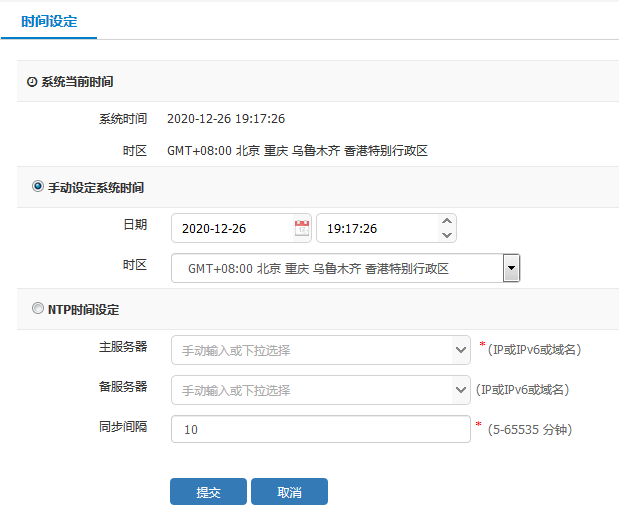 时间设定
系统当前时间
系统时间 2020-12-26 19:17:26
时区 GMT+08:00 北京 重庆 乌鲁木齐 香港特别行政区
手动设定系统时间
日期 2020-12-26 19:17:26
时区 GMT+08:00 北京 重庆 乌鲁木齐 香港特别行政区
NTP时间设定
主服务器 手动输入或下拉选择 *(IP或IPv6或域名)
备服务器 手动输入或下拉选择 (IP或IPv6或域名)
同步间隔 10 * (5-65535 分钟)
提交 取消